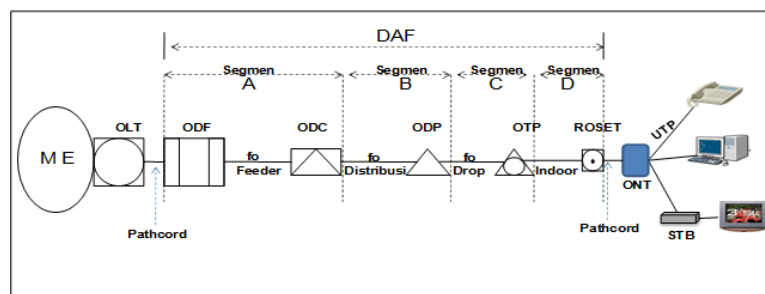 DAF
Segmen
A
Segmen
B
Segmen
C
Segmen
D
M E
OLT
ODF
ODC
ODP
OTP
ROSET
UTP
fo
Feeder
fo
Distribusi
fo
Drop
Indoor
ONT
Pathcord
Pathcord
STB